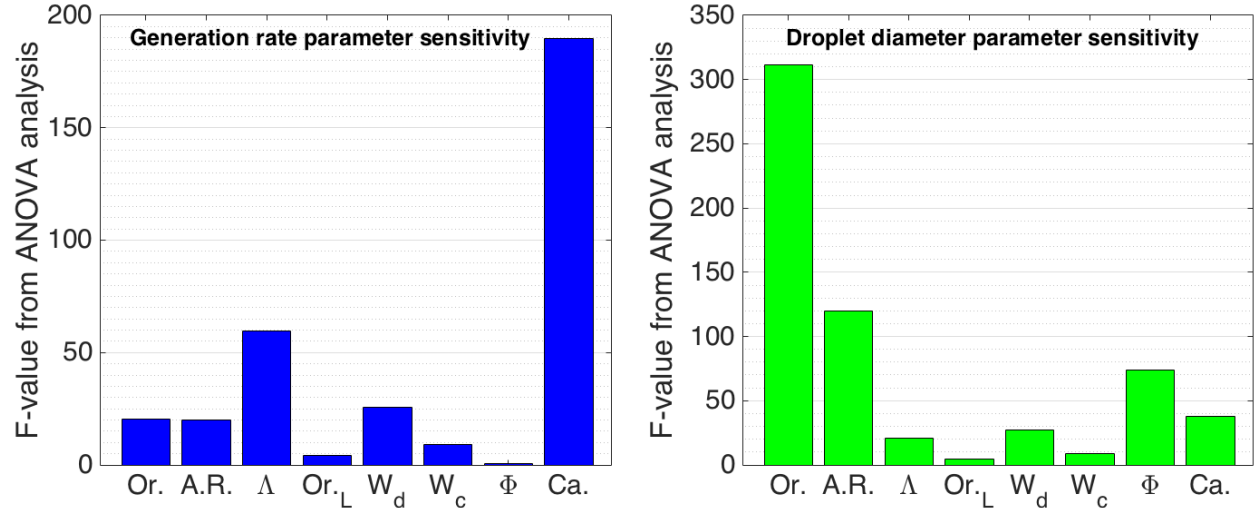 Generation rate parameter sensitivity
F-value from ANOVA analysis
200
150
100
50
0
Or. A.R. Λ Or.L Wd Wc Φ Ca.
Droplet diameter parameter sensitivity
F-value from ANOVA analysis
350
300
250
200
150
100
50
0
Or. A.R. Λ Or.L Wd Wc Φ Ca.